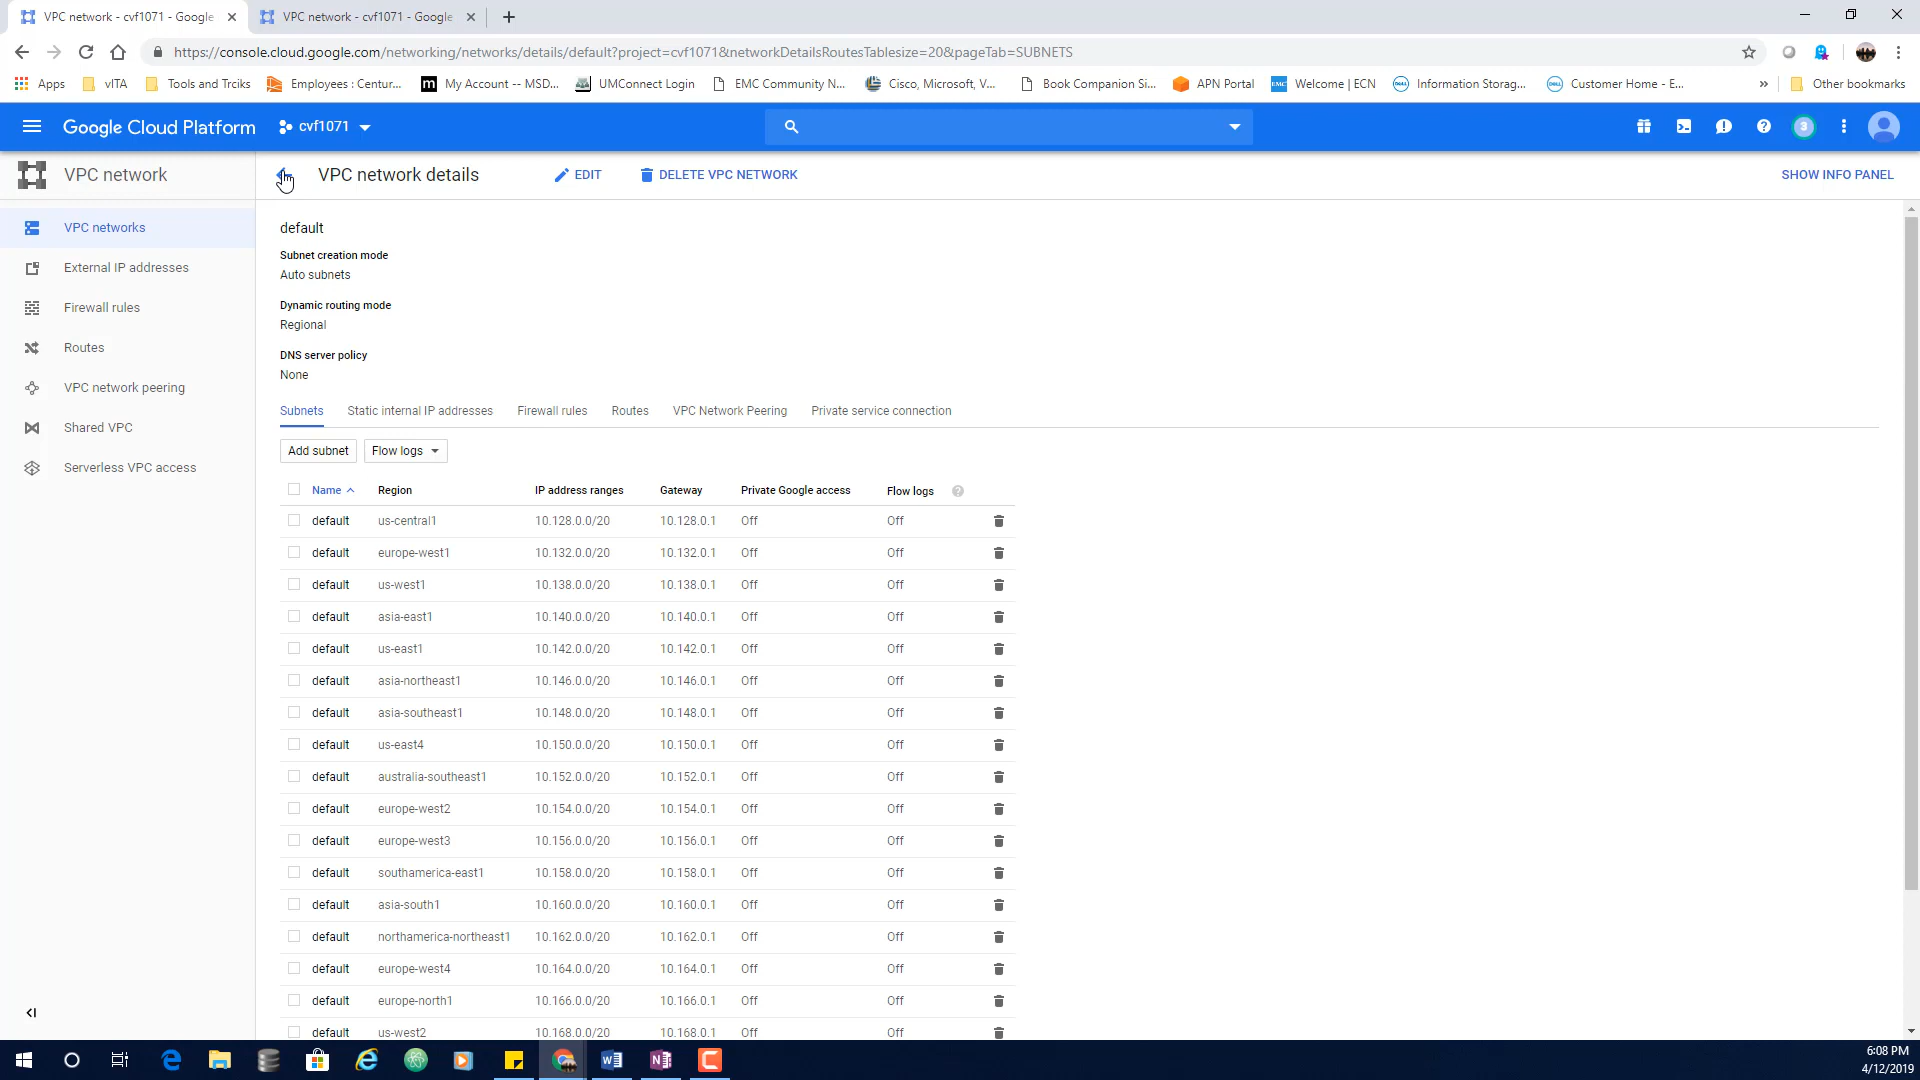 VPC network - cvf1071 - Google
VPC network - cvf1071 - Google
https://console.cloud.google.com/networking/networks/details/default?project=cvf1071&networkDetailsRoutesTablesize=20&pageTab=SUBNETS
Apps vITA Tools and Trciks Employees : Centur... My Account -- MSD... UMConnect Login EMC Community N... Cisco, Microsoft, V... Book Companion Si... APN Portal Welcome | ECN Information Storag... Customer Home - E... » Other bookmarks
Google Cloud Platform cvf1071 3
VPC network
VPC network details EDIT DELETE VPC NETWORK SHOW INFO PANEL
VPC networks
External IP addresses
Firewall rules
Routes
VPC network peering
Shared VPC
Serverless VPC access
default
Subnet creation mode
Auto subnets
Dynamic routing mode
Regional
DNS server policy
None
Subnets Static internal IP addresses Firewall rules Routes VPC Network Peering Private service connection
Add subnet Flow logs
Name Region IP address ranges Gateway Private Google access Flow logs ?
default us-central1 10.128.0.0/20 10.128.0.1 Off Off
default europe-west1 10.132.0.0/20 10.132.0.1 Off Off
default us-west1 10.138.0.0/20 10.138.0.1 Off Off
default asia-east1 10.140.0.0/20 10.140.0.1 Off Off
default us-east1 10.142.0.0/20 10.142.0.1 Off Off
default asia-northeast1 10.146.0.0/20 10.146.0.1 Off Off
default asia-southeast1 10.148.0.0/20 10.148.0.1 Off Off
default us-east4 10.150.0.0/20 10.150.0.1 Off Off
default australia-southeast1 10.152.0.0/20 10.152.0.1 Off Off
default europe-west2 10.154.0.0/20 10.154.0.1 Off Off
default europe-west3 10.156.0.0/20 10.156.0.1 Off Off
default southamerica-east1 10.158.0.0/20 10.158.0.1 Off Off
default asia-south1 10.160.0.0/20 10.160.0.1 Off Off
default northamerica-northeast1 10.162.0.0/20 10.162.0.1 Off Off
default europe-west4 10.164.0.0/20 10.164.0.1 Off Off
default europe-north1 10.166.0.0/20 10.166.0.1 Off Off
default us-west2 10.168.0.0/20 10.168.0.1 Off Off
6:08 PM
4/12/2019